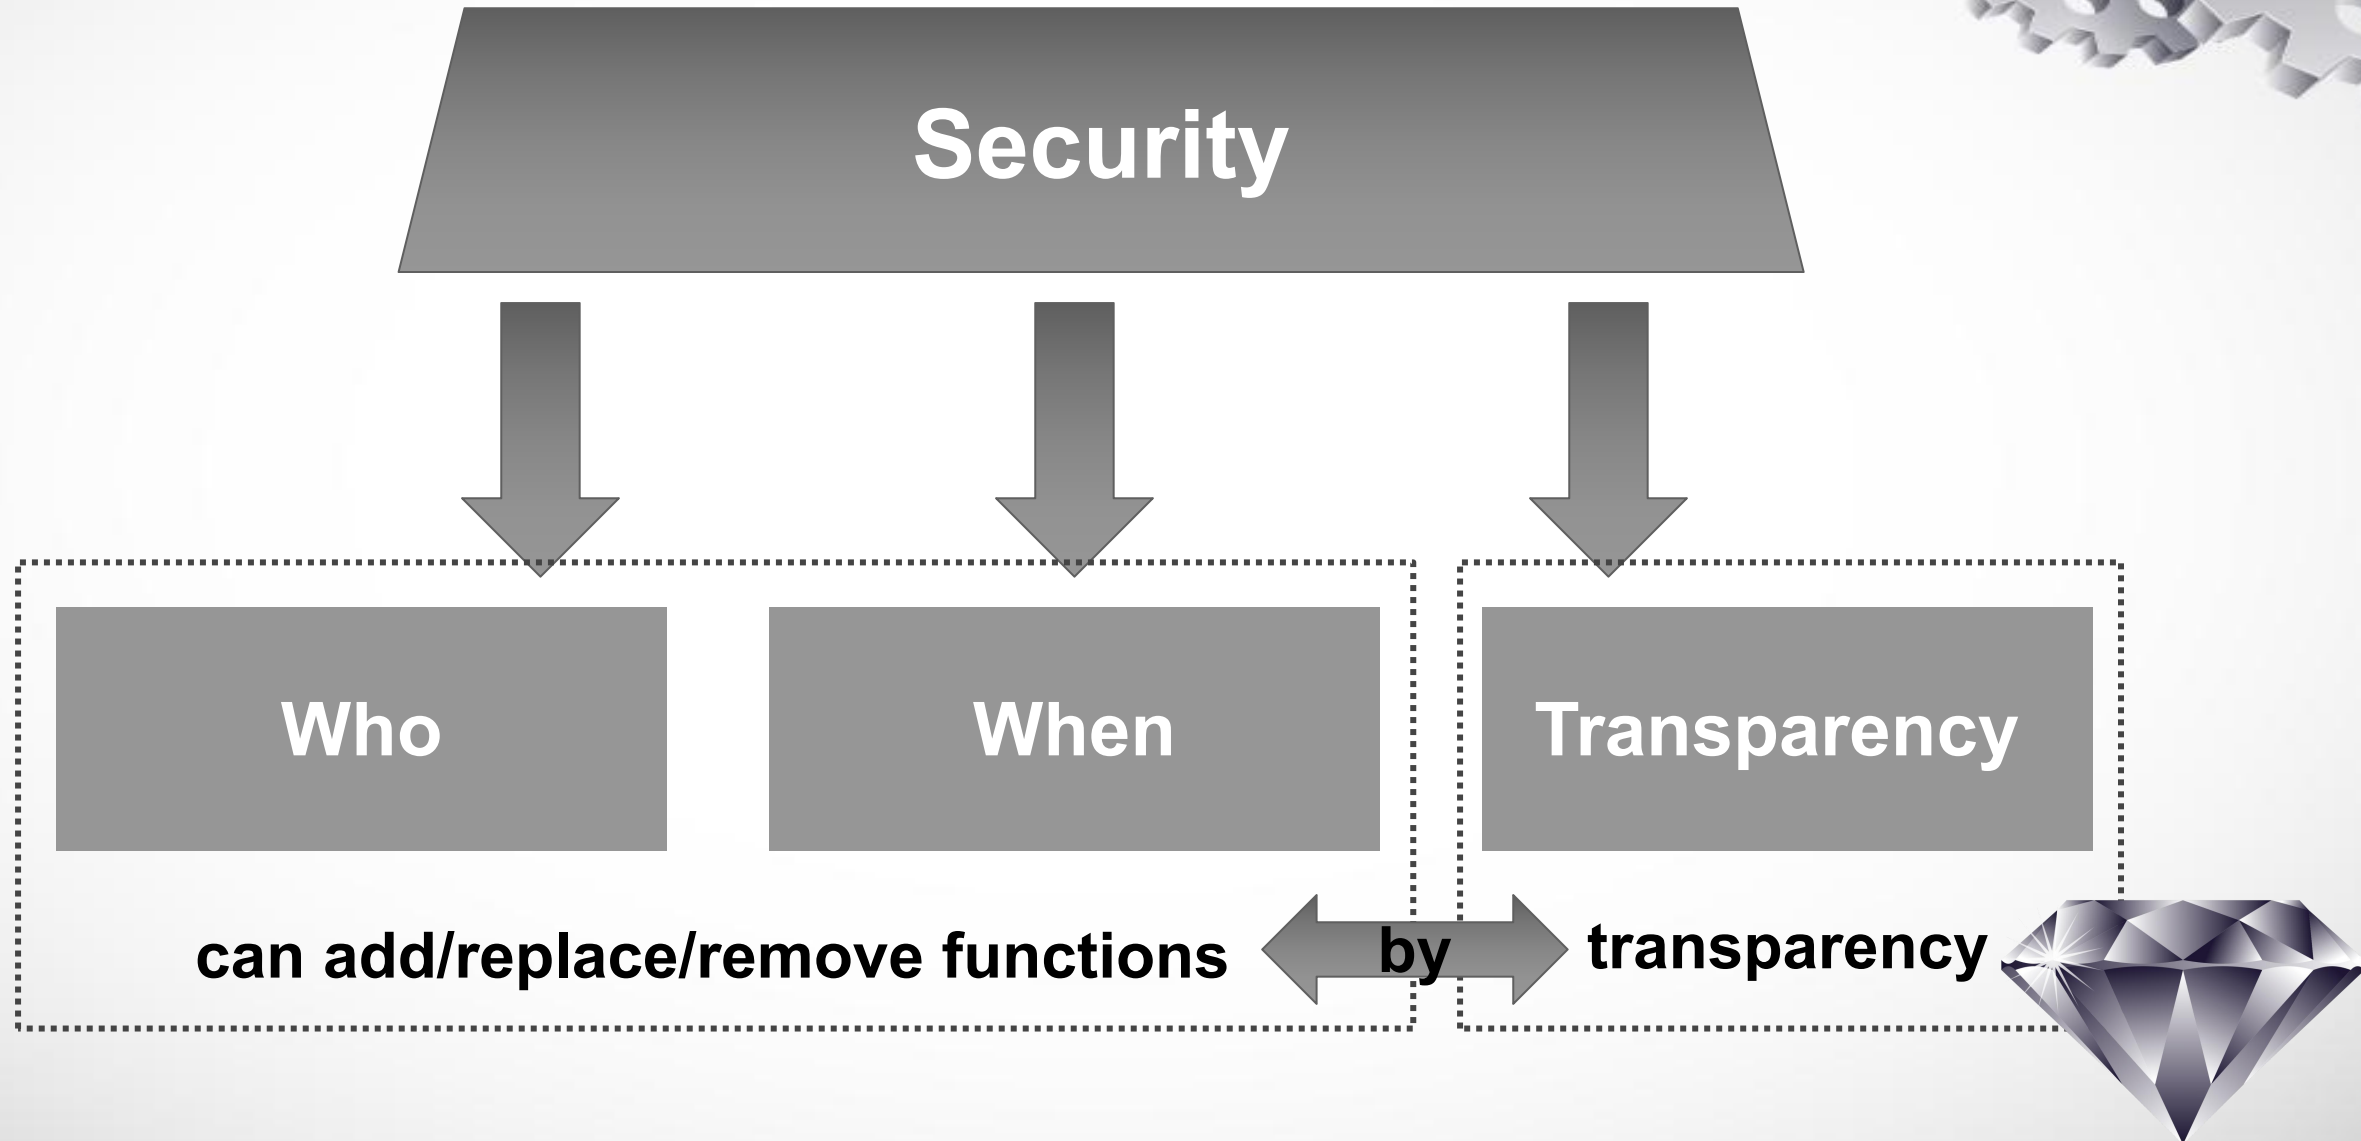 Security
Who
When
Transparency
can add/replace/remove functions
by
transparency